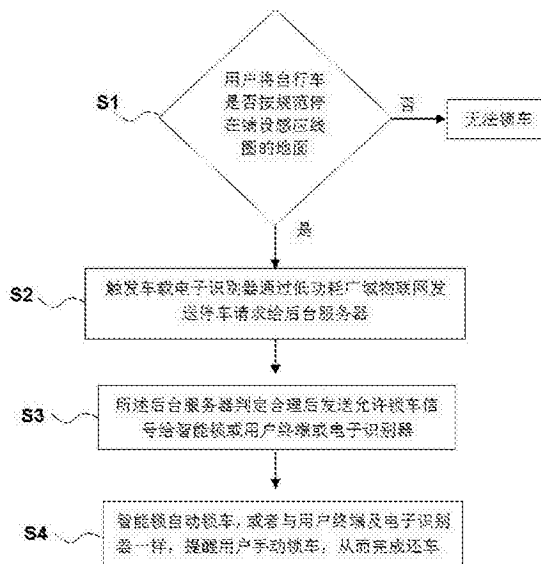 S1
用户将自行车
是否按规范停
在铺设感应线
圈的地面
否
无法锁车
是
S2
触发车载电子识别器通过低功耗广域物联网发
送停车请求给后台服务器
S3
所述后台服务器判定合理后发送允许锁车信
号给智能锁或用户终端或电子识别器
S4
智能锁自动锁车，或者与用户终端及电子识别
器一样，提醒用户手动锁车，从而完成还车